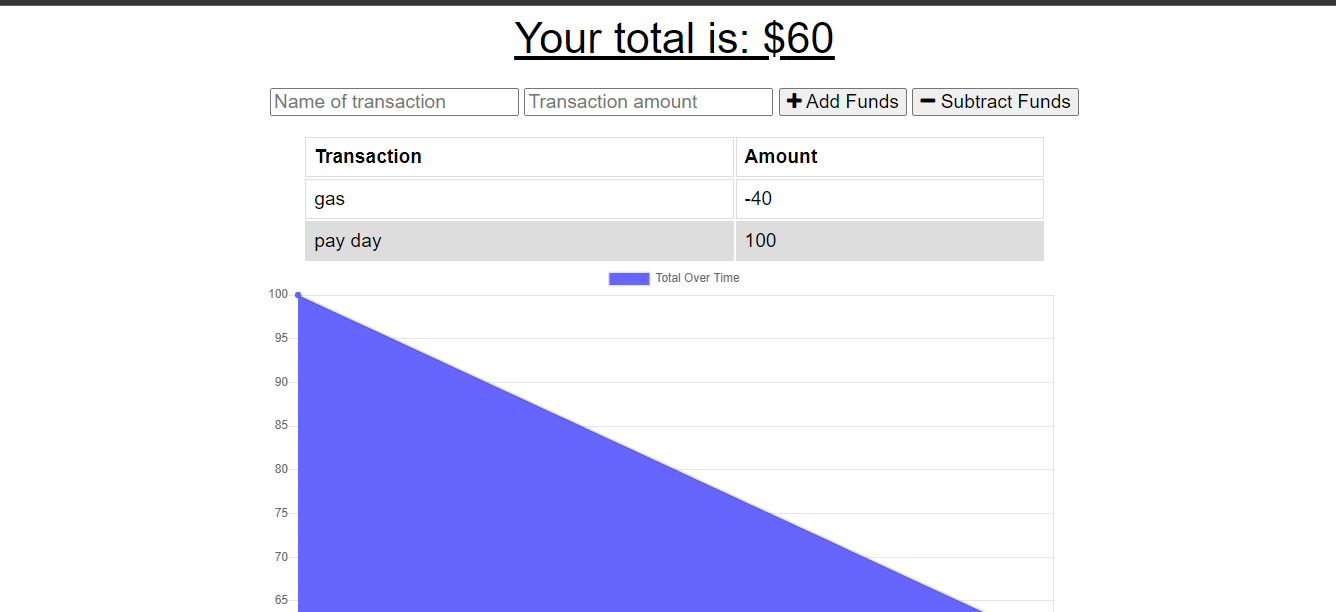 Your total is: $60
Name of transaction Transaction amount Add Funds Subtract Funds
Transaction Amount
gas -40
pay day 100
Total Over Time
100
95
90
85
80
75
70
65